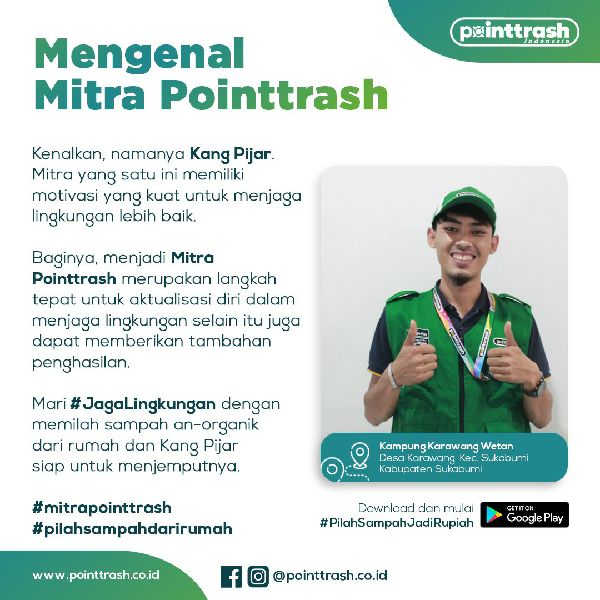 pointtrash
Indonesia
Mengenal
Mitra Pointtrash
Kenalkan, namanya Kang Pijar.
Mitra yang satu ini memiliki
motivasi yang kuat untuk menjaga
lingkungan lebih baik.
Baginya, menjadi Mitra
Pointtrash merupakan langkah
tepat untuk aktualisasi diri dalam
menjaga lingkungan selain itu juga
dapat memberikan tambahan
penghasilan.
Mari #JagaLingkungan dengan
memilah sampah an-organik
dari rumah dan Kang Pijar
siap untuk menjemputnya.
#mitrapointtrash
#pilahsampahdarirumah
Kampung Karawang Wetan
Desa Karawang, Kec. Sukabumi
Kabupaten Sukabumi
Download dan mulai
#PilahSampahJadiRupiah
GET IT ON
Google Play
www.pointtrash.co.id
@pointtrash.co.id